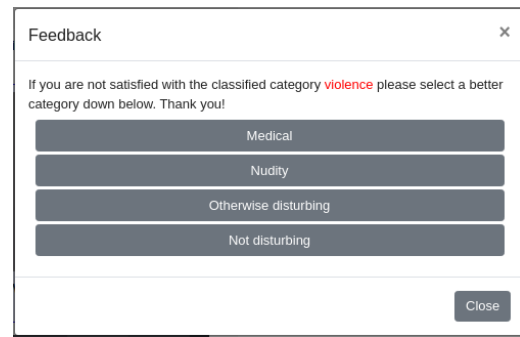 Feedback
×
If you are not satisfied with the classified category violence please select a better
category down below. Thank you!
Medical
Nudity
Otherwise disturbing
Not disturbing
Close